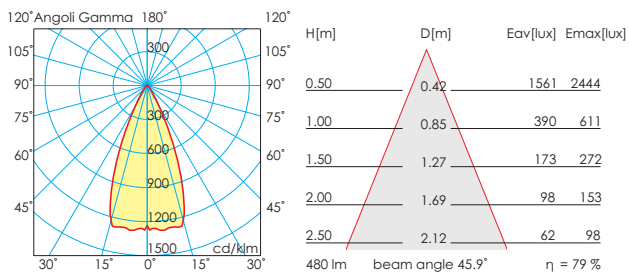 120° Angoli Gamma 180° 120°
105° 300 105°
90° 90°
300
75° 75°
600
60° 60°
900
45° 1200 45°
1500 cd/klm
30° 15° 0° 15° 30°
H[m] D[m] Eav[lux] Emax[lux]
0.50 0.42 1561 2444
1.00 0.85 390 611
1.50 1.27 173 272
2.00 1.69 98 153
2.50 2.12 62 98
480 lm beam angle 45.9° η = 79 %